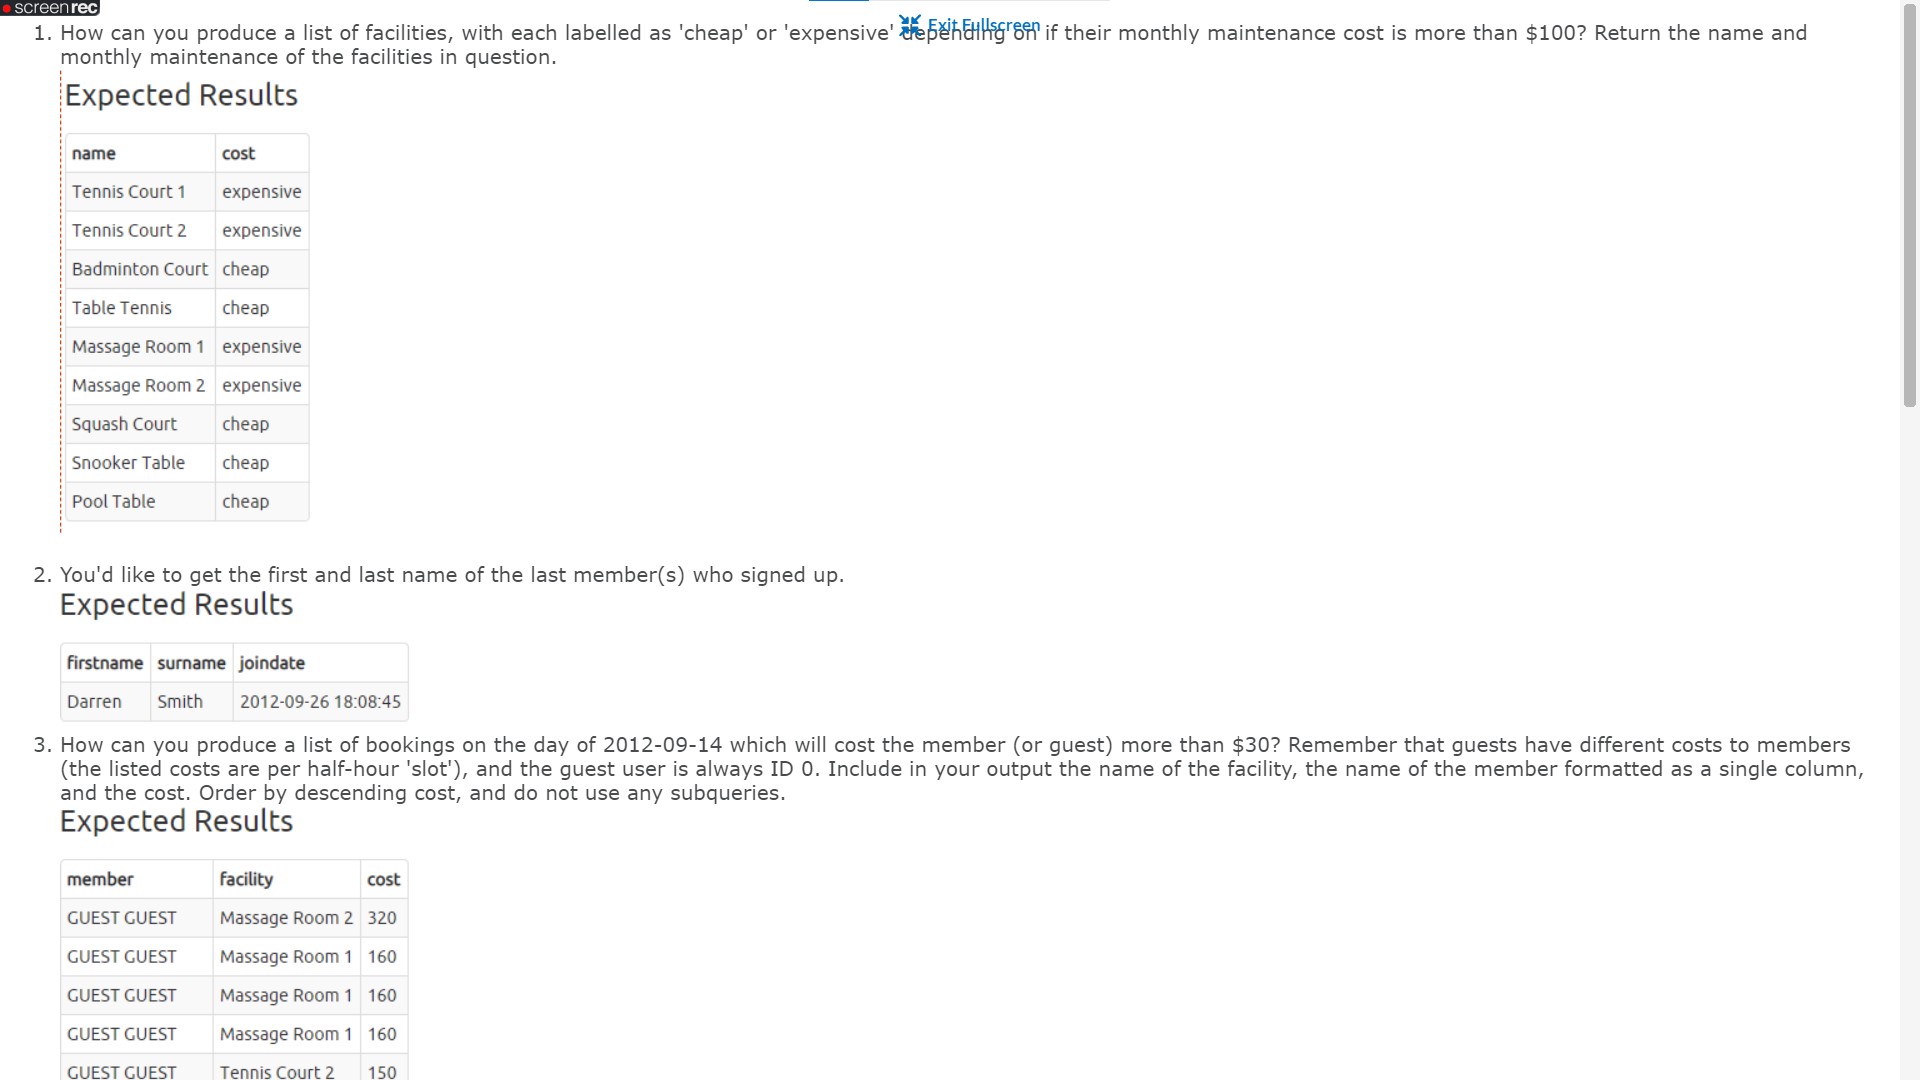 screenrec
Exit Fullscreen
1. How can you produce a list of facilities, with each labelled as 'cheap' or 'expensive' depending on if their monthly maintenance cost is more than $100? Return the name and
monthly maintenance of the facilities in question.
Expected Results
name cost
Tennis Court 1 expensive
Tennis Court 2 expensive
Badminton Court cheap
Table Tennis cheap
Massage Room 1 expensive
Massage Room 2 expensive
Squash Court cheap
Snooker Table cheap
Pool Table cheap
2. You'd like to get the first and last name of the last member(s) who signed up.
Expected Results
firstname surname joindate
Darren Smith 2012-09-26 18:08:45
3. How can you produce a list of bookings on the day of 2012-09-14 which will cost the member (or guest) more than $30? Remember that guests have different costs to members
(the listed costs are per half-hour 'slot'), and the guest user is always ID 0. Include in your output the name of the facility, the name of the member formatted as a single column,
and the cost. Order by descending cost, and do not use any subqueries.
Expected Results
member facility cost
GUEST GUEST Massage Room 2 320
GUEST GUEST Massage Room 1 160
GUEST GUEST Massage Room 1 160
GUEST GUEST Massage Room 1 160
GUEST GUEST Tennis Court 2 150